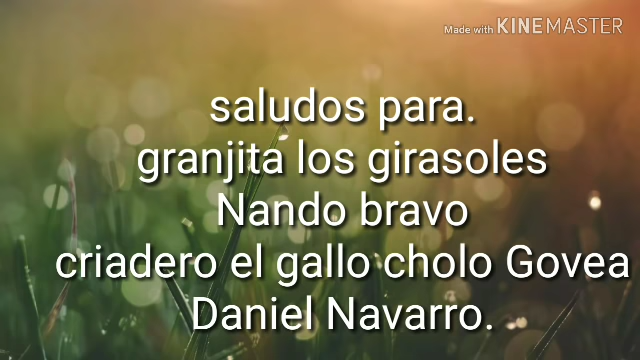 Made with KINEMASTER
saludos para.
granjita los girasoles
Nando bravo
criadero el gallo cholo Govea
Daniel Navarro.